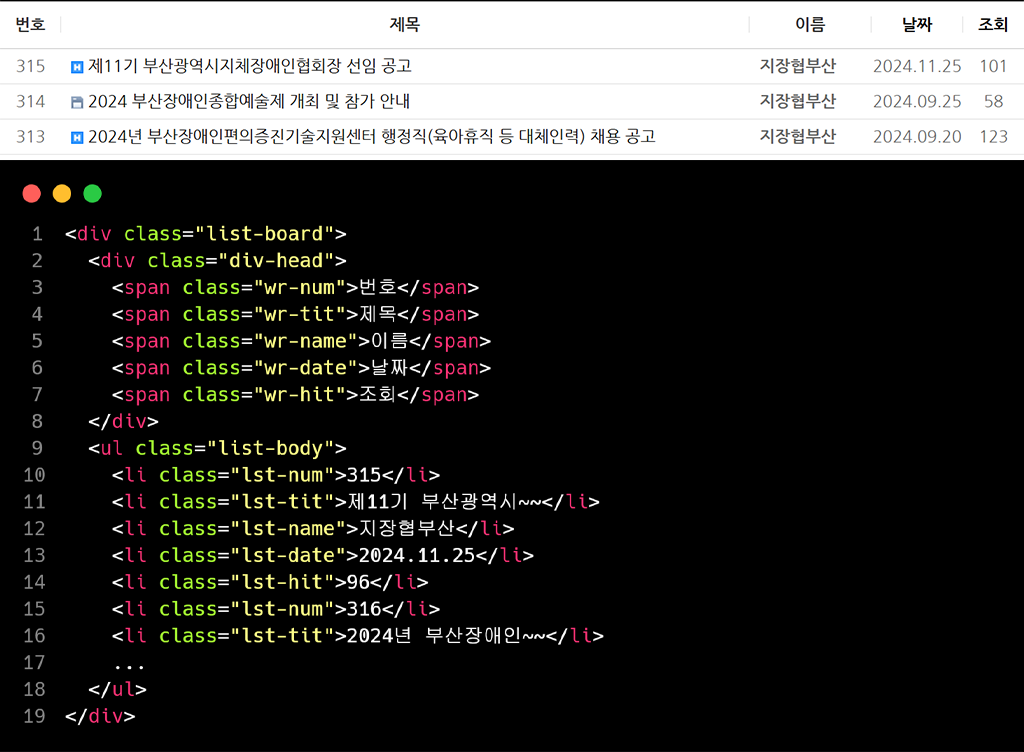 번호 제목 이름 날짜 조회
315 H 제11기 부산광역시지체장애인협회장 선임 공고 지장협부산 2024.11.25 101
314 2024 부산장애인종합예술제 개최 및 참가 안내 지장협부산 2024.09.25 58
313 H 2024년 부산장애인편의증진기술지원센터 행정직(육아휴직 등 대체인력) 채용 공고 지장협부산 2024.09.20 123
1 <div class="list-board">
2 <div class="div-head">
3 <span class="wr-num">번호</span>
4 <span class="wr-tit">제목</span>
5 <span class="wr-name">이름</span>
6 <span class="wr-date">날짜</span>
7 <span class="wr-hit">조회</span>
8 </div>
9 <ul class="list-body">
10 <li class="lst-num">315</li>
11 <li class="lst-tit">제11기 부산광역시~~</li>
12 <li class="lst-name">지장협부산</li>
13 <li class="lst-date">2024.11.25</li>
14 <li class="lst-hit">96</li>
15 <li class="lst-num">316</li>
16 <li class="lst-tit">2024년 부산장애인~~</li>
17 ...
18 </ul>
19 </div>